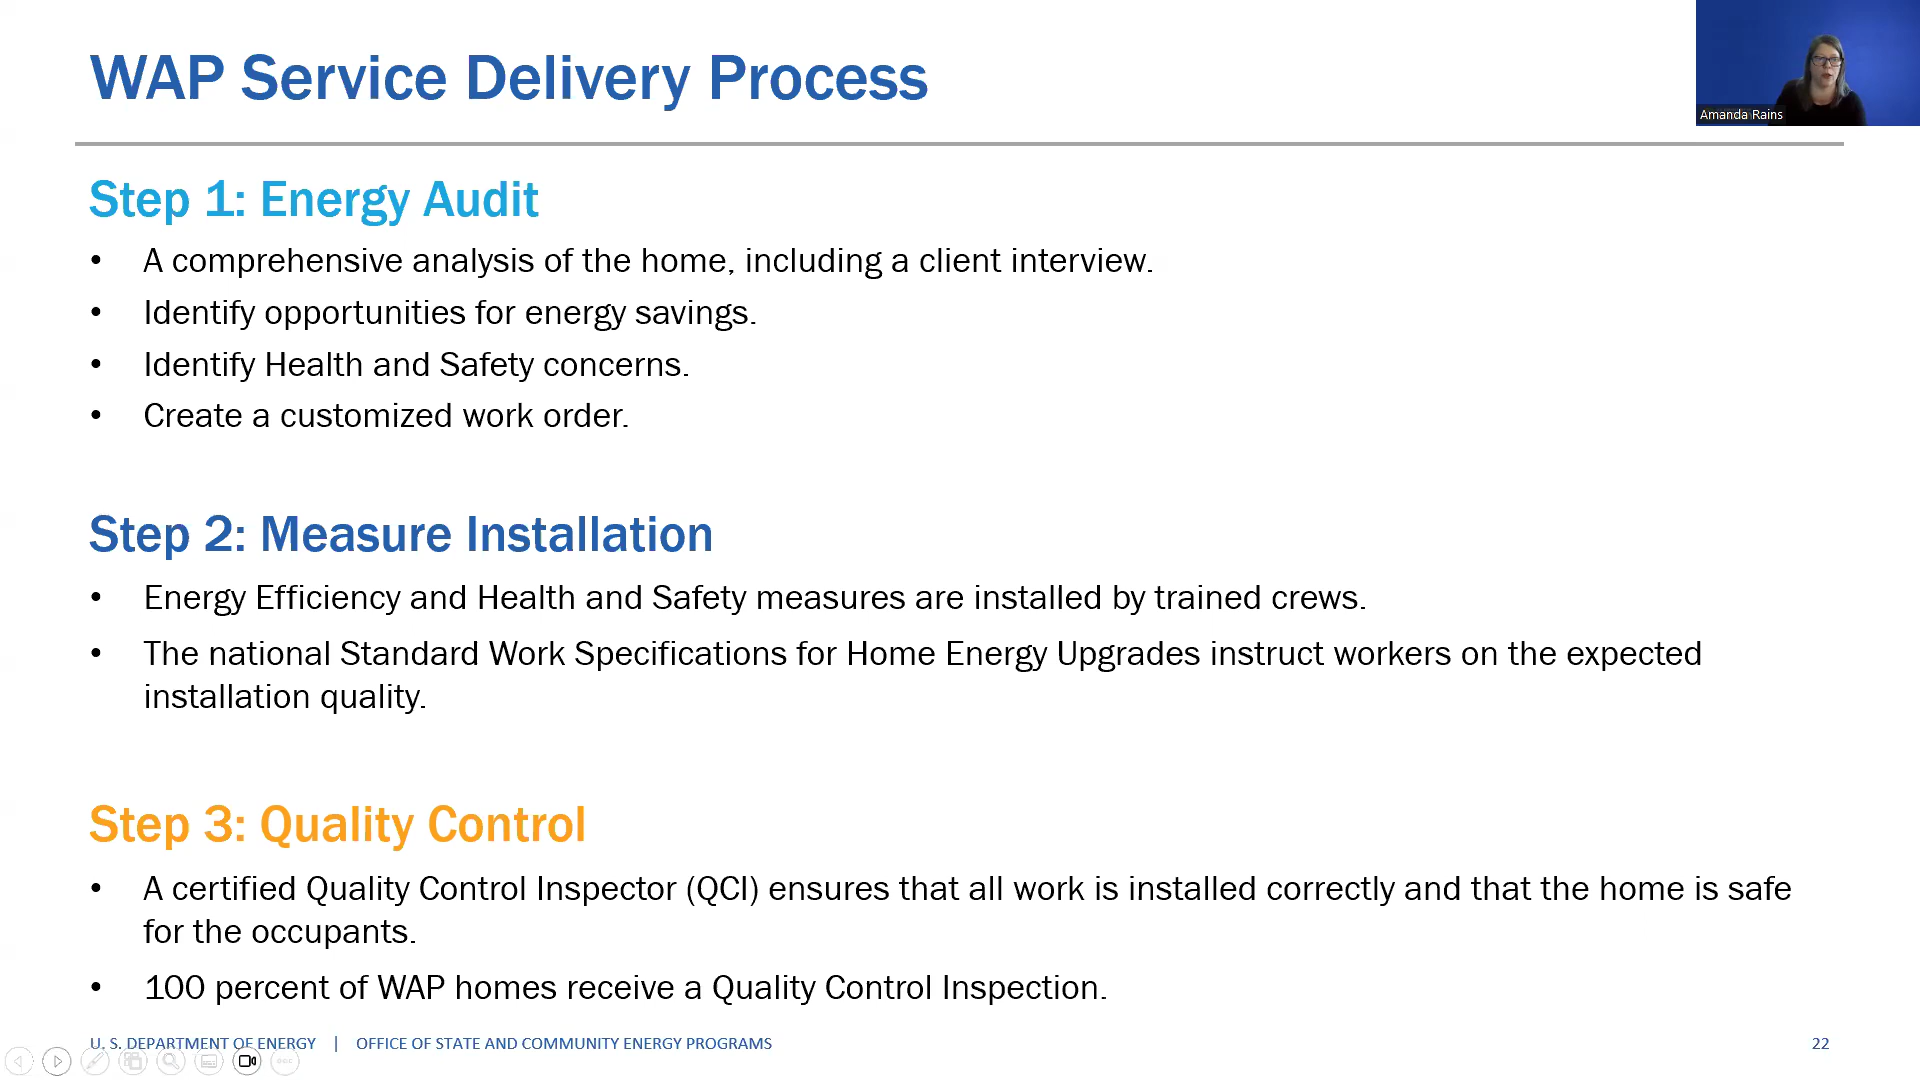 WAP Service Delivery Process
Amanda Rains
Step 1: Energy Audit
• A comprehensive analysis of the home, including a client interview.
• Identify opportunities for energy savings.
• Identify Health and Safety concerns.
• Create a customized work order.
Step 2: Measure Installation
• Energy Efficiency and Health and Safety measures are installed by trained crews.
• The national Standard Work Specifications for Home Energy Upgrades instruct workers on the expected
installation quality.
Step 3: Quality Control
• A certified Quality Control Inspector (QCI) ensures that all work is installed correctly and that the home is safe
for the occupants.
• 100 percent of WAP homes receive a Quality Control Inspection.
U. S. DEPARTMENT OF ENERGY | OFFICE OF STATE AND COMMUNITY ENERGY PROGRAMS
22